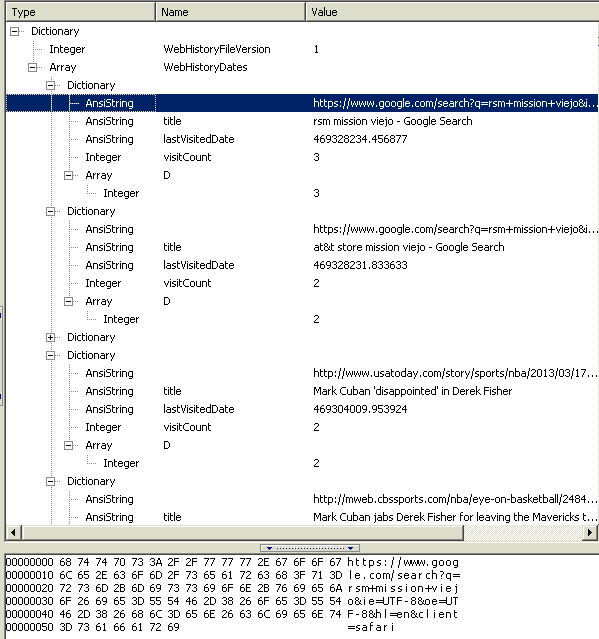 Type Name Value
Dictionary
Integer WebHistoryFileVersion 1
Array WebHistoryDates
Dictionary
AnsiString https://www.google.com/search?q=rsm+mission+viejo&i...
AnsiString title rsm mission viejo - Google Search
AnsiString lastVisitedDate 469328234.456877
Integer visitCount 3
Array D
Integer 3
Dictionary
AnsiString https://www.google.com/search?q=rsm+mission+viejo&i...
AnsiString title at&t store mission viejo - Google Search
AnsiString lastVisitedDate 469328231.833633
Integer visitCount 2
Array D
Integer 2
Dictionary
Dictionary
AnsiString http://www.usatoday.com/story/sports/nba/2013/03/17...
AnsiString title Mark Cuban 'disappointed' in Derek Fisher
AnsiString lastVisitedDate 469304009.953924
Integer visitCount 2
Array D
Integer 2
Dictionary
AnsiString http://mweb.cbssports.com/nba/eye-on-basketball/2484...
AnsiString title Mark Cuban jabs Derek Fisher for leaving the Mavericks t...
00000000 68 74 74 70 73 3A 2F 2F 77 77 77 2E 67 6F 6F 67 https://www.goog
00000010 6C 65 2E 63 6F 6D 2F 73 65 61 72 63 68 3F 71 3D le.com/search?q=
00000020 72 73 6D 2B 6D 69 73 73 69 6F 6E 2B 76 69 65 6A rsm+mission+viej
00000030 6F 26 69 65 3D 55 54 46 2D 38 26 6F 65 3D 55 54 o&ie=UTF-8&oe=UT
00000040 46 2D 38 26 68 6C 3D 65 6E 26 63 6C 69 65 6E 74 F-8&hl=en&client
00000050 3D 73 61 66 61 72 69 =safari